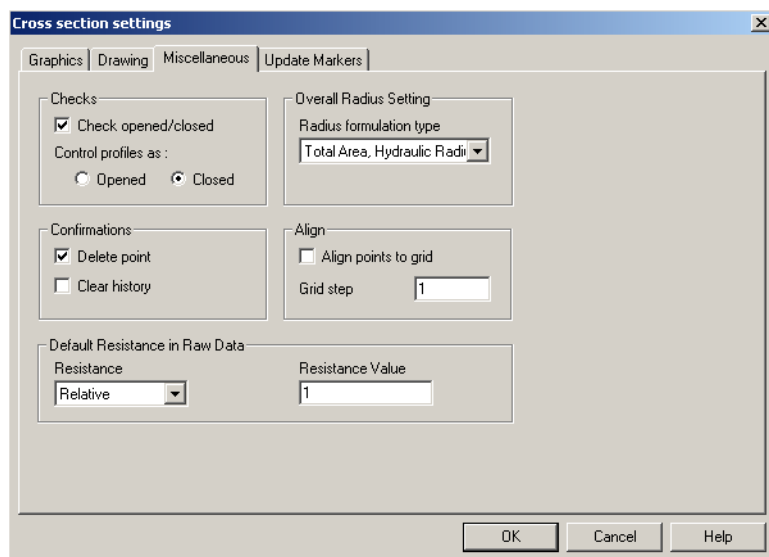 Cross section settings
Graphics Drawing Miscellaneous Update Markers
Checks
Check opened/closed
Control profiles as :
Opened Closed
Overall Radius Setting
Radius formulation type
Total Area, Hydraulic Radi
Confirmations
Delete point
Clear history
Align
Align points to grid
Grid step 1
Default Resistance in Raw Data
Resistance Resistance Value
Relative 1
OK Cancel Help